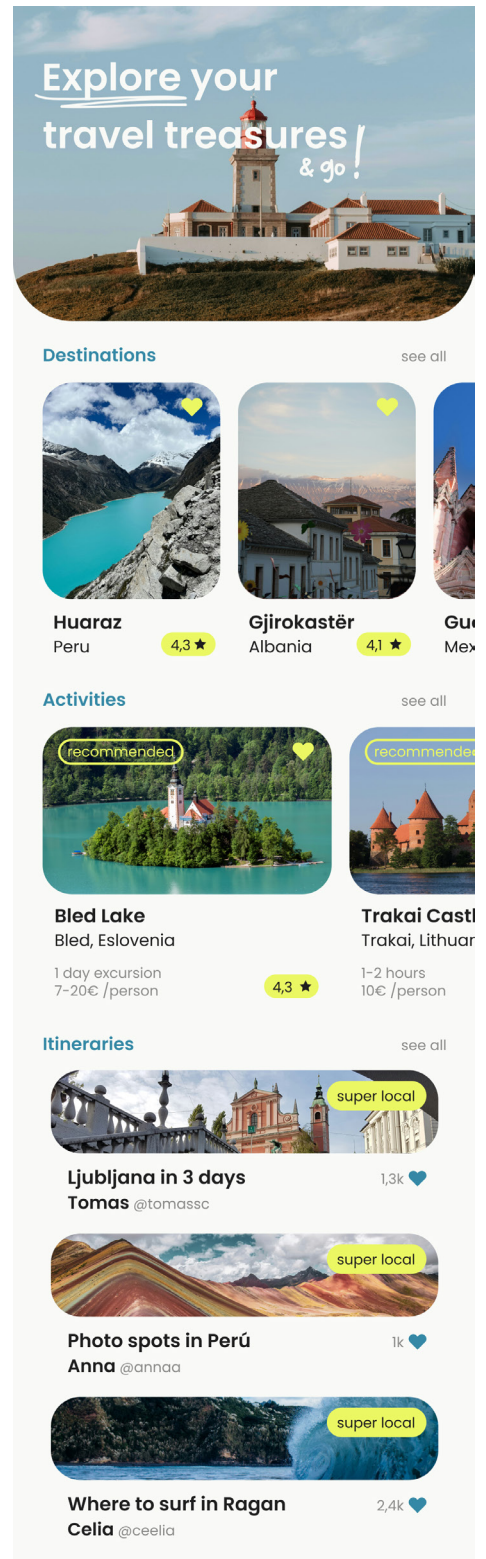 Explore your
travel treasures
& go!
Destinations see all
Huaraz
Peru 4,3 ★
Gjirokastër
Albania 4,1 ★
Activities see all
recommended
Bled Lake
Bled, Eslovenia
1 day excursion
7-20€ /person 4,3 ★
Trakai
Trakai,
1-2 hours
10€ /person
Itineraries see all
super local
Ljubljana in 3 days 1,3k
Tomas @tomassc
super local
Photo spots in Perú 1k
Anna @annaa
super local
Where to surf in Ragan 2,4k
Celia @ceelia